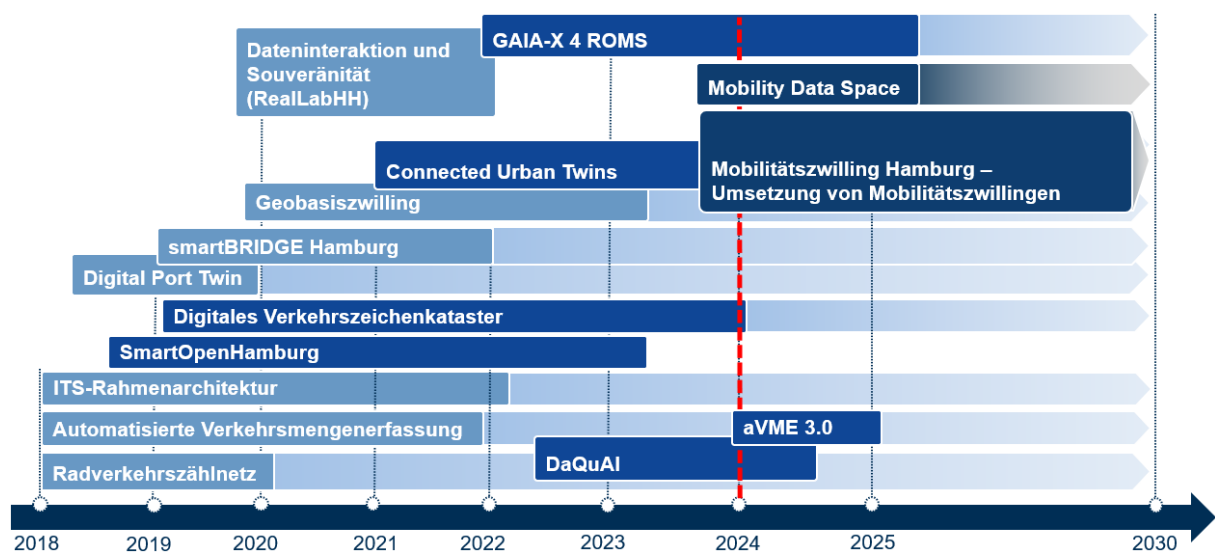 GAIA-X 4 ROMS
Dateninteraktion und
Souveränität
(RealLabHH)
Mobility Data Space
Connected Urban Twins
Mobilitätszwilling Hamburg –
Umsetzung von Mobilitätszwillingen
Geobasiszwilling
smartBRIDGE Hamburg
Digital Port Twin
Digitales Verkehrszeichenkataster
SmartOpenHamburg
ITS-Rahmenarchitektur
Automatisierte Verkehrsmengenerfassung
aVME 3.0
DaQuAI
Radverkehrszählnetz
2018 2019 2020 2021 2022 2023 2024 2025 2030